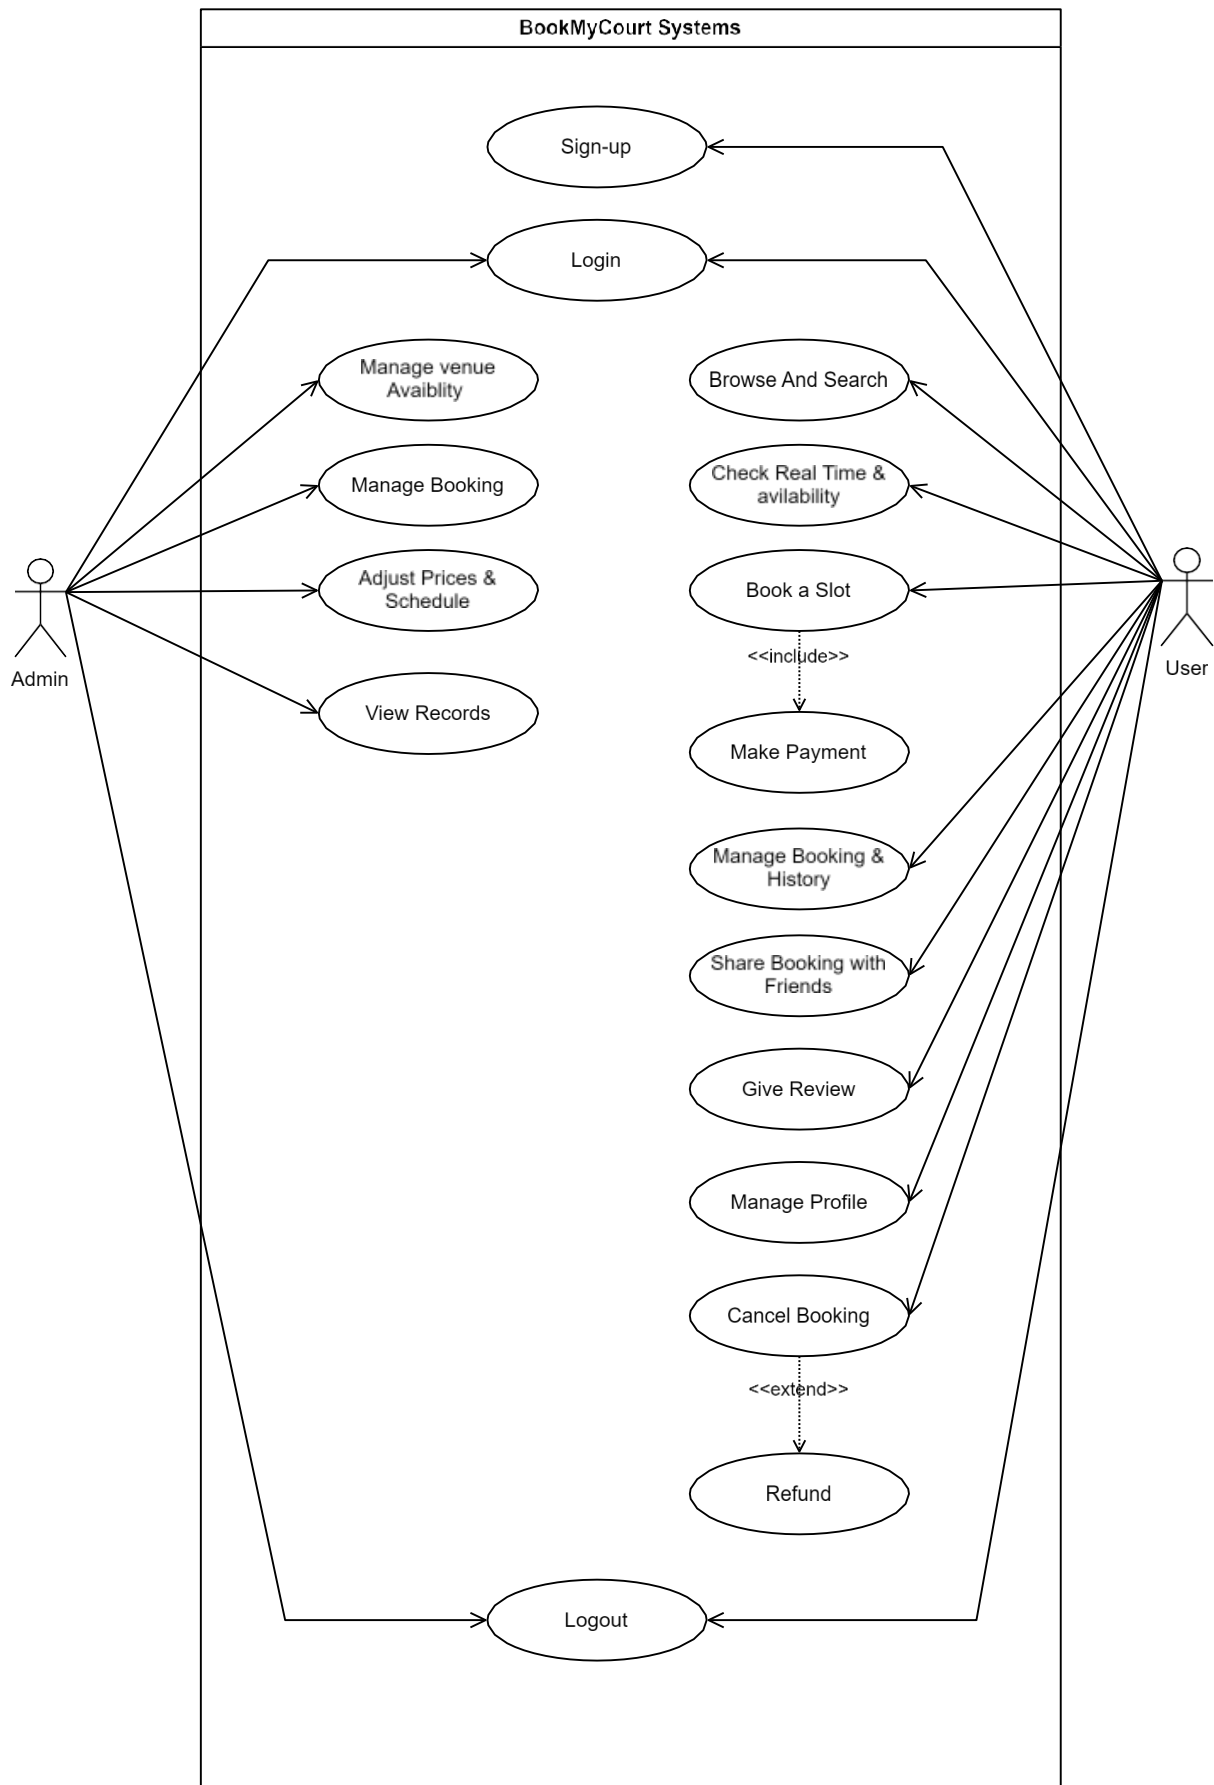 BookMyCourt Systems
Sign-up
Login
Manage venue
Avaiblity
Browse And Search
Manage Booking
Check Real Time &
avilability
Adjust Prices &
Schedule
Book a Slot
<<include>>
Admin
User
View Records
Make Payment
Manage Booking &
History
Share Booking with
Friends
Give Review
Manage Profile
Cancel Booking
<<extend>>
Refund
Logout